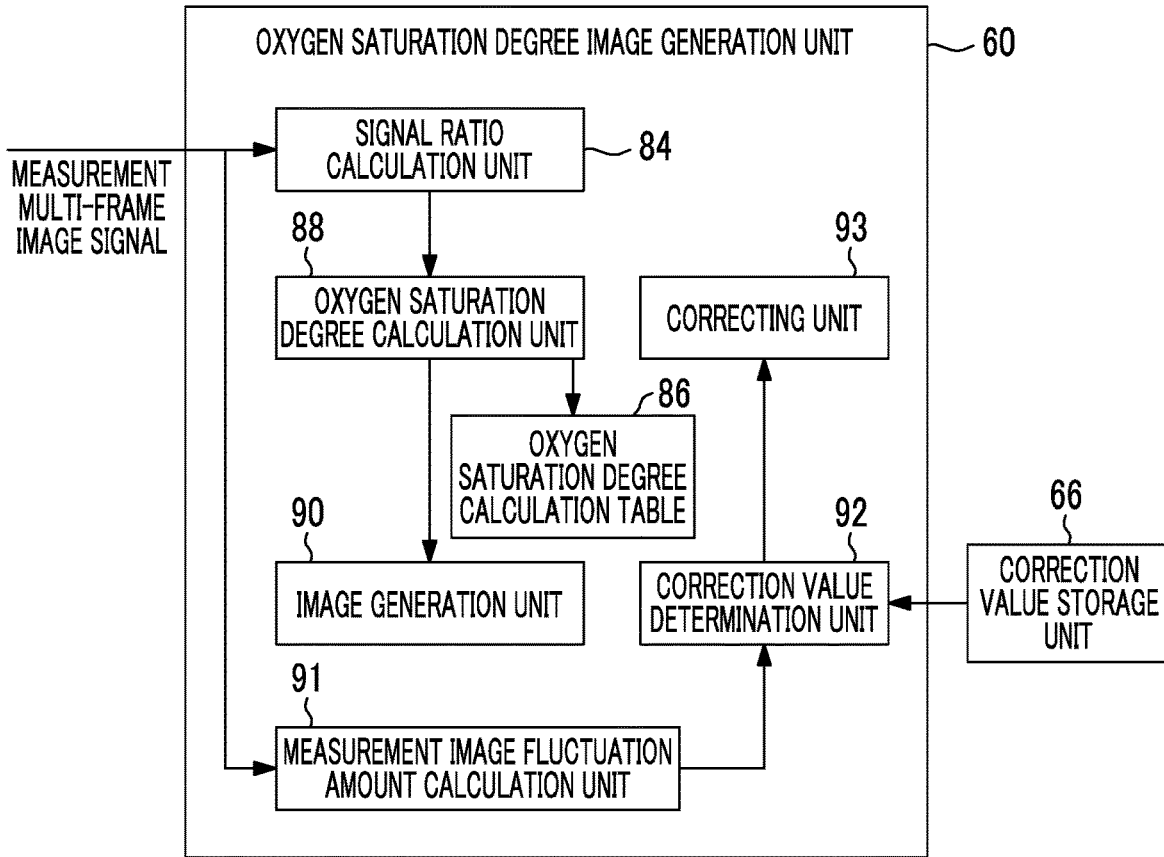 OXYGEN SATURATION DEGREE IMAGE GENERATION UNIT
60
SIGNAL RATIO
CALCULATION UNIT
84
MEASUREMENT
MULTI-FRAME
IMAGE SIGNAL
88
OXYGEN SATURATION
DEGREE CALCULATION UNIT
93
CORRECTING UNIT
86
OXYGEN
SATURATION DEGREE
CALCULATION TABLE
90
IMAGE GENERATION UNIT
92
CORRECTION VALUE
DETERMINATION UNIT
66
CORRECTION
VALUE STORAGE
UNIT
91
MEASUREMENT IMAGE FLUCTUATION
AMOUNT CALCULATION UNIT